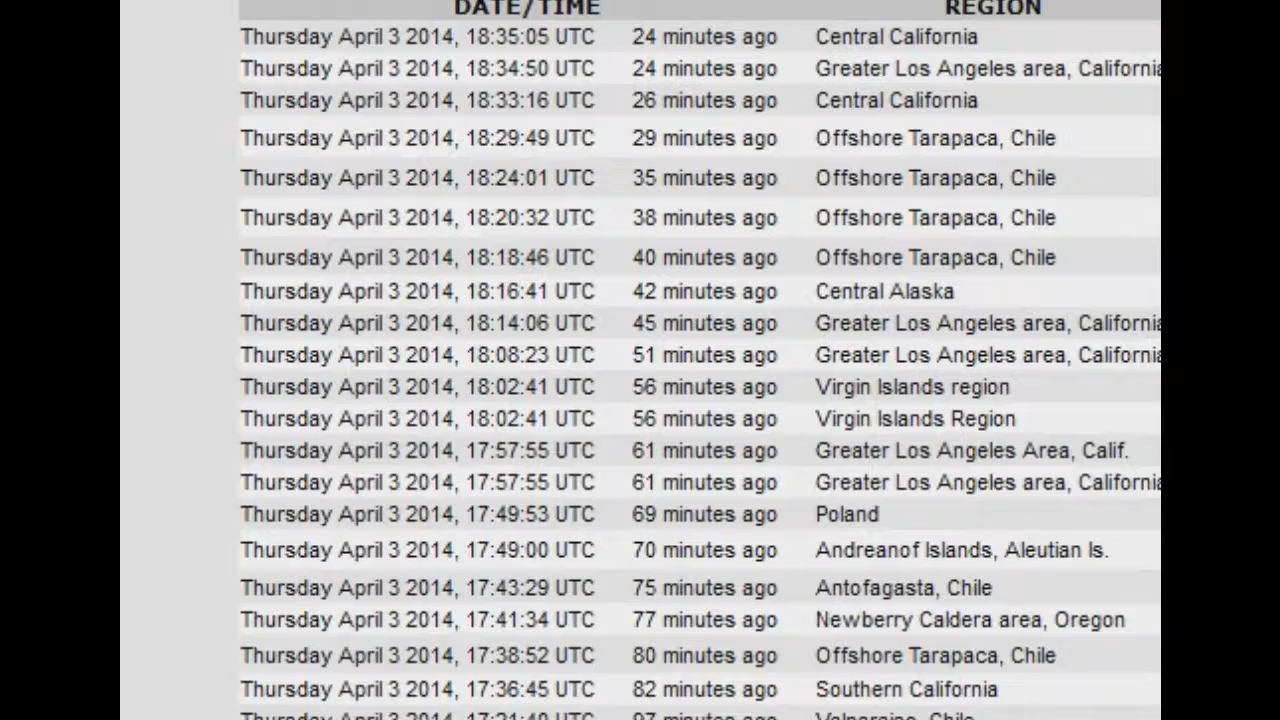 DATE/TIME REGION
Thursday April 3 2014, 18:35:05 UTC 24 minutes ago Central California
Thursday April 3 2014, 18:34:50 UTC 24 minutes ago Greater Los Angeles area, California
Thursday April 3 2014, 18:33:16 UTC 26 minutes ago Central California
Thursday April 3 2014, 18:29:49 UTC 29 minutes ago Offshore Tarapaca, Chile
Thursday April 3 2014, 18:24:01 UTC 35 minutes ago Offshore Tarapaca, Chile
Thursday April 3 2014, 18:20:32 UTC 38 minutes ago Offshore Tarapaca, Chile
Thursday April 3 2014, 18:18:46 UTC 40 minutes ago Offshore Tarapaca, Chile
Thursday April 3 2014, 18:16:41 UTC 42 minutes ago Central Alaska
Thursday April 3 2014, 18:14:06 UTC 45 minutes ago Greater Los Angeles area, California
Thursday April 3 2014, 18:08:23 UTC 51 minutes ago Greater Los Angeles area, California
Thursday April 3 2014, 18:02:41 UTC 56 minutes ago Virgin Islands region
Thursday April 3 2014, 18:02:41 UTC 56 minutes ago Virgin Islands Region
Thursday April 3 2014, 17:57:55 UTC 61 minutes ago Greater Los Angeles Area, Calif.
Thursday April 3 2014, 17:57:55 UTC 61 minutes ago Greater Los Angeles area, California
Thursday April 3 2014, 17:49:53 UTC 69 minutes ago Poland
Thursday April 3 2014, 17:49:00 UTC 70 minutes ago Andreanof Islands, Aleutian Is.
Thursday April 3 2014, 17:43:29 UTC 75 minutes ago Antofagasta, Chile
Thursday April 3 2014, 17:41:34 UTC 77 minutes ago Newberry Caldera area, Oregon
Thursday April 3 2014, 17:38:52 UTC 80 minutes ago Offshore Tarapaca, Chile
Thursday April 3 2014, 17:36:45 UTC 82 minutes ago Southern California
Thursday April 3 2014, UTC 97 minutes ago Valparaiso, Chile